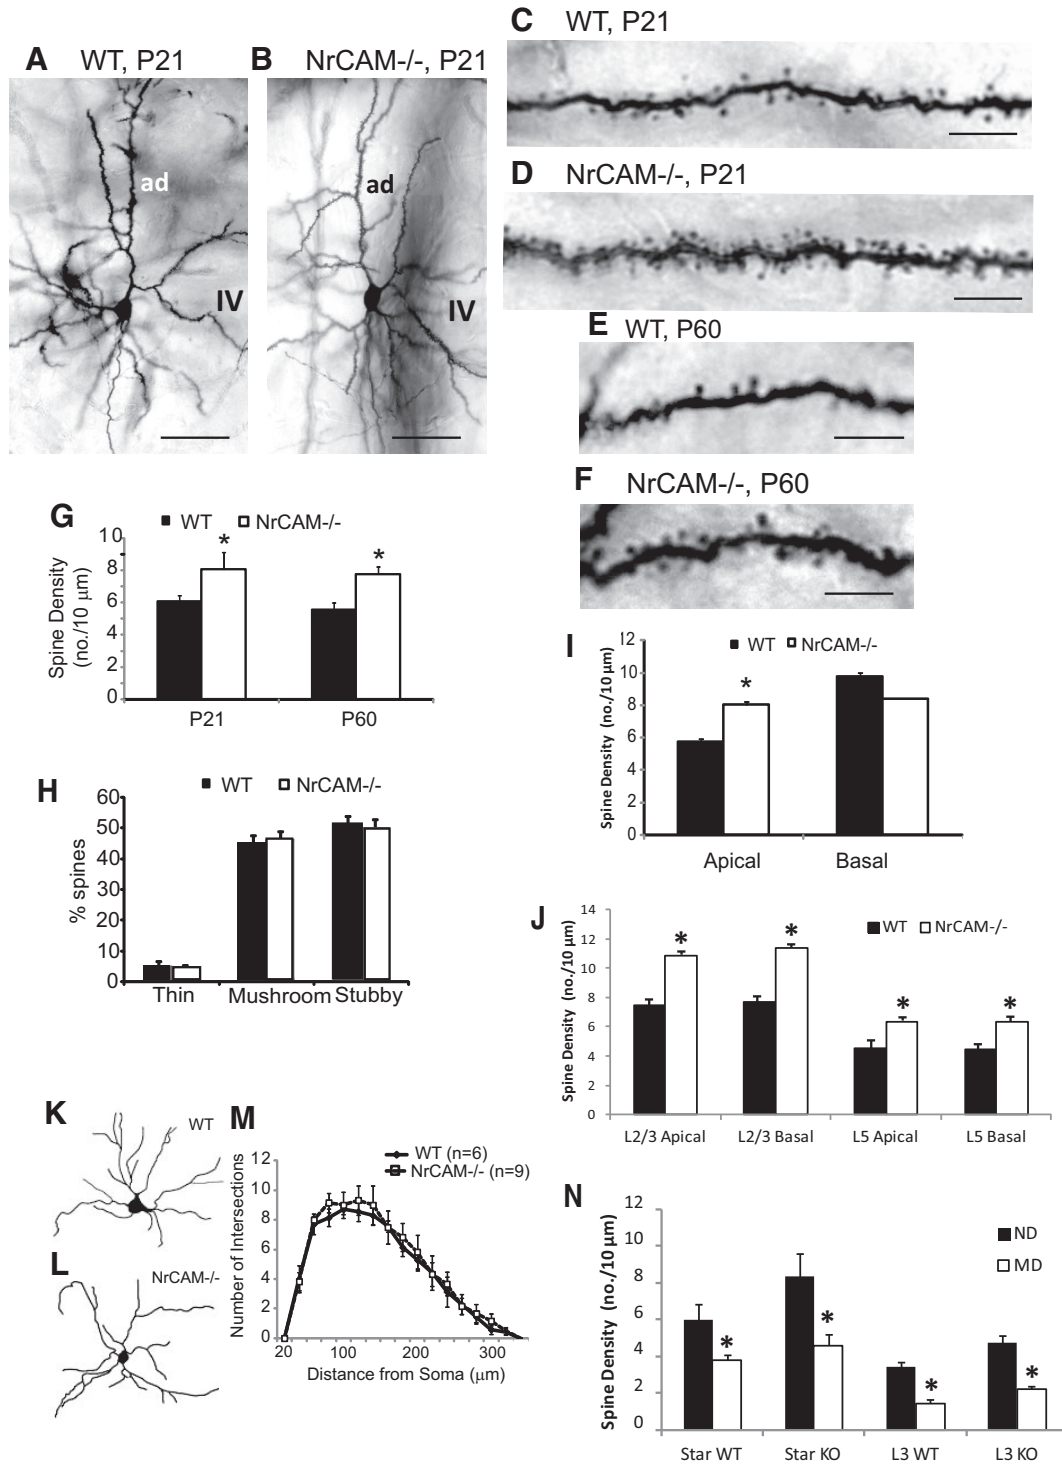 A WT, P21
ad
IV
B NrCAM-/-, P21
ad
IV
C WT, P21
D NrCAM-/-, P21
E WT, P60
F NrCAM-/-, P60
G
WT NrCAM-/-
Spine Density
(no./10 μm)
10
8
6
4
2
0
* *
P21 P60
H
WT NrCAM-/-
% spines
60
50
40
30
20
10
0
Thin Mushroom Stubby
I
WT NrCAM-/-
Spine Density (no./10 μm)
12
10
8
6
4
2
0
*
Apical Basal
J
WT NrCAM-/-
Spine Density (no./10 μm)
14
12
10
8
6
4
2
0
* * * *
L2/3 Apical L2/3 Basal L5 Apical L5 Basal
K WT
L NrCAM-/-
M
WT (n=6)
NrCAM-/- (n=9)
Number of Intersections
12
10
8
6
4
2
0
20 100 200 300
Distance from Soma (μm)
N
ND
MD
Spine Density (no./10 μm)
12
10
8
6
4
2
0
* * * *
Star WT Star KO L3 WT L3 KO